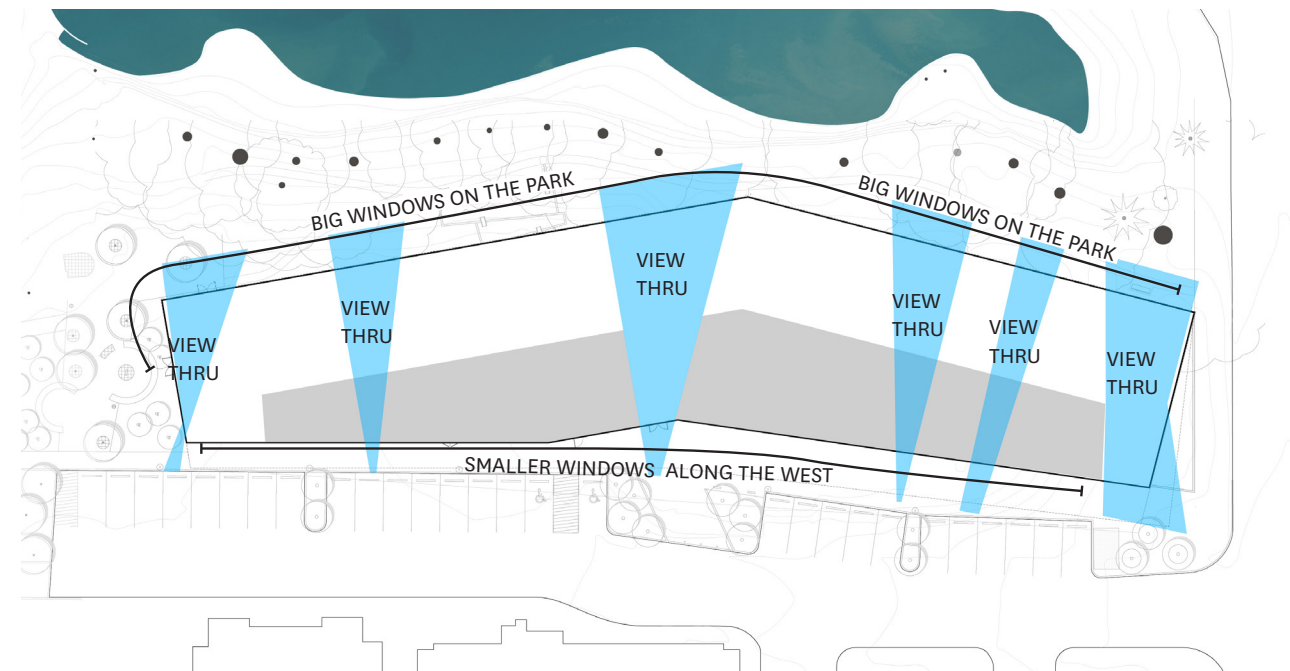 BIG WINDOWS ON THE PARK
BIG WINDOWS ON THE PARK
VIEW
THRU
VIEW
THRU
VIEW
THRU
VIEW
THRU
VIEW
THRU
VIEW
THRU
SMALLER WINDOWS ALONG THE WEST